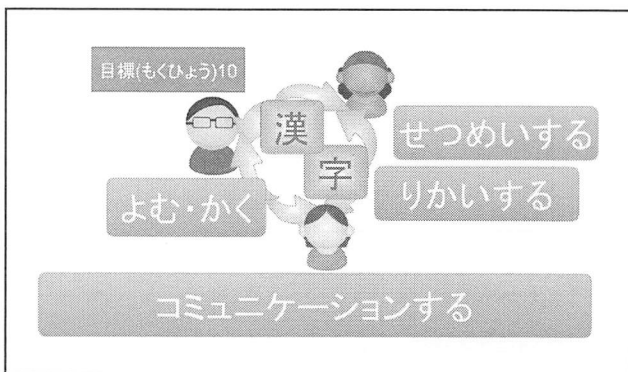 目標(もくひょう)10
漢
字
せつめいする
りかいする
よむ・かく
コミュニケーションする